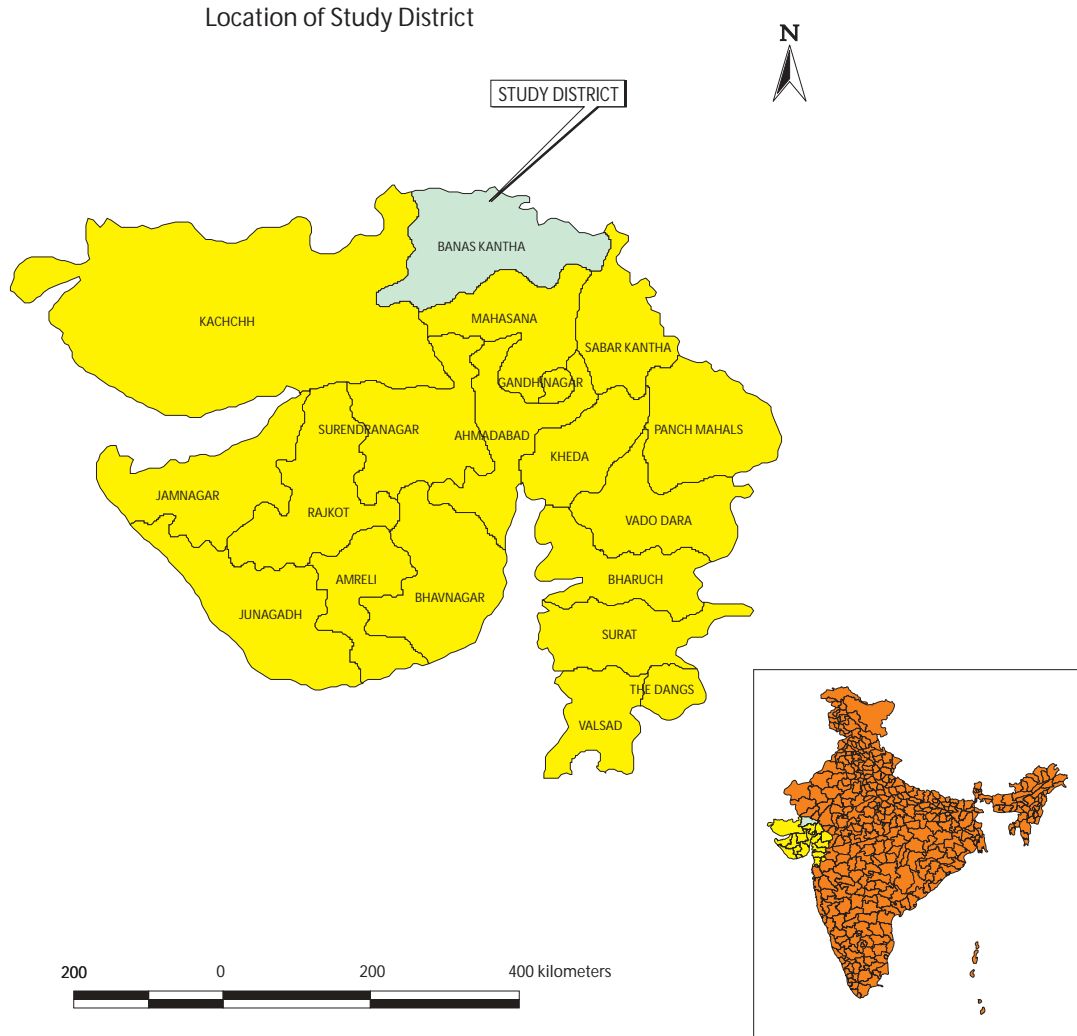 Location of Study District
N
STUDY DISTRICT
BANAS KANTHA
KACHCHH
MAHASANA
SABAR KANTHA
GANDHINAGAR
SURENDRANAGAR
AHMADABAD
PANCH MAHALS
KHEDA
JAMNAGAR
RAJKOT
VADO DARA
AMRELI
BHARUCH
BHAVNAGAR
JUNAGADH
SURAT
THE DANGS
VALSAD
200 0 200 400 kilometers